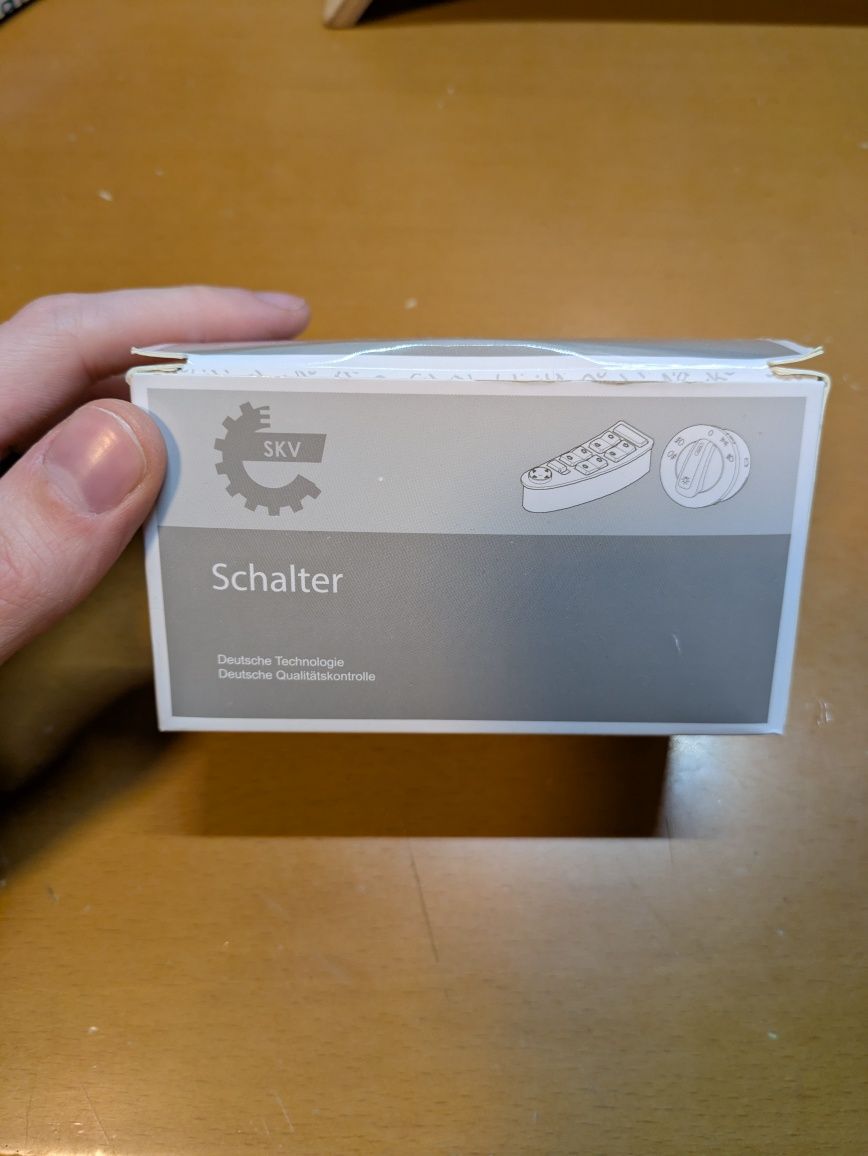 SKV
Schalter
Deutsche Technologie
Deutsche Qualitätskontrolle